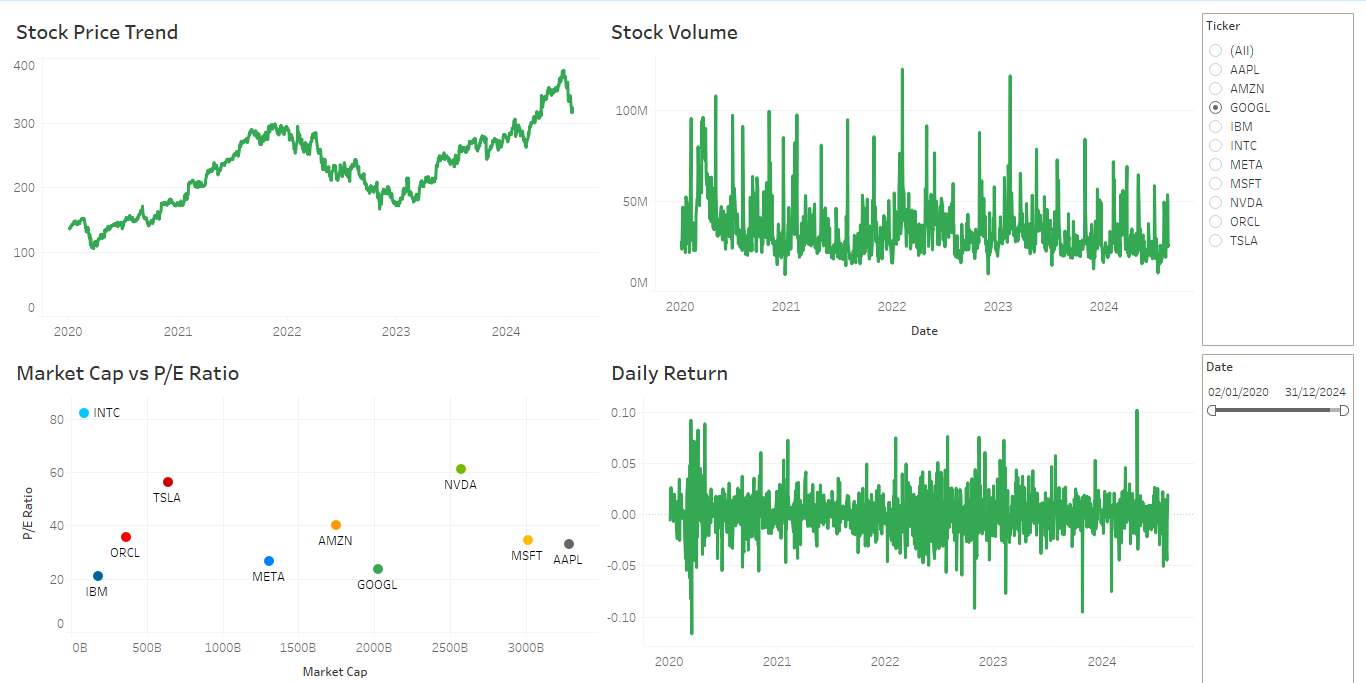 Stock Price Trend
400
300
200
100
0
2020 2021 2022 2023 2024
Stock Volume
100M
50M
0M
2020 2021 2022 2023 2024
Date
Ticker
(All)
AAPL
AMZN
GOOGL
IBM
INTC
META
MSFT
NVDA
ORCL
TSLA
Market Cap vs P/E Ratio
P/E Ratio
80
60
40
20
0
INTC
NVDA
TSLA
AMZN
ORCL
MSFT
AAPL
META
GOOGL
IBM
0B 500B 1000B 1500B 2000B 2500B 3000B
Market Cap
Daily Return
0.10
0.05
0.00
-0.05
-0.10
2020 2021 2022 2023 2024
Date
02/01/2020 31/12/2024